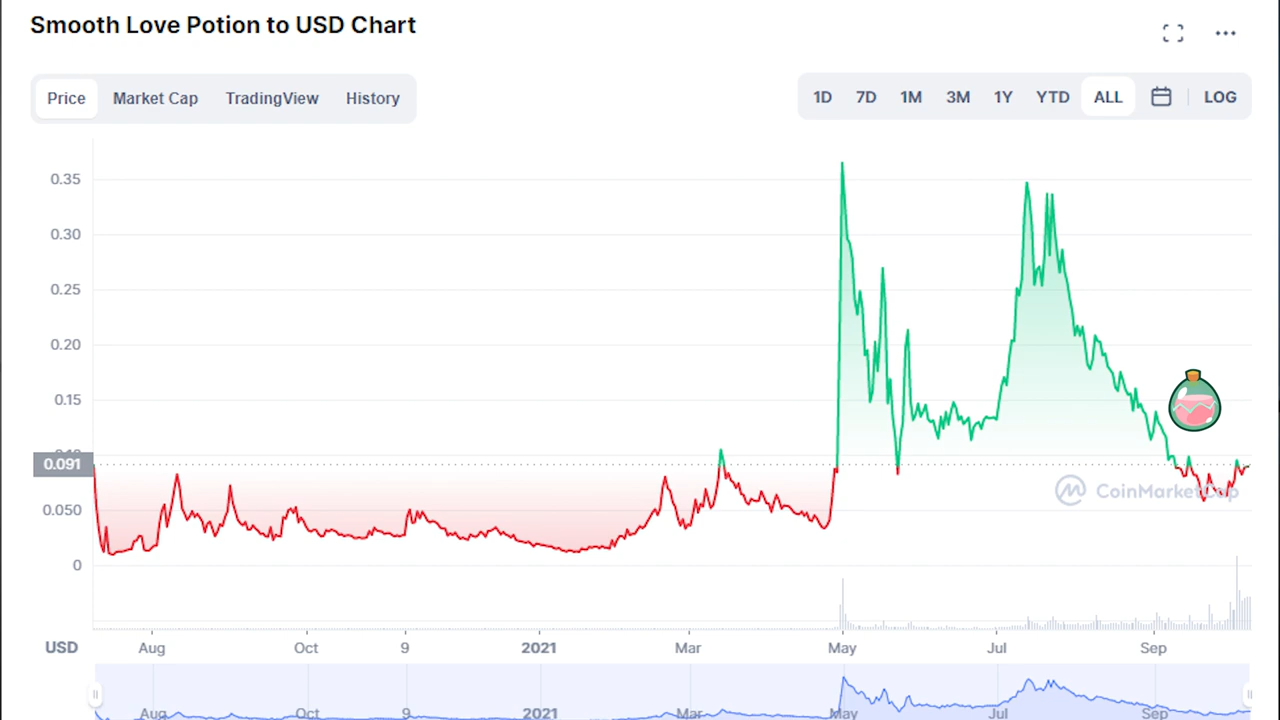 Smooth Love Potion to USD Chart
Price Market Cap TradingView History
1D 7D 1M 3M 1Y YTD ALL LOG
0.35
0.30
0.25
0.20
0.15
0.091
0.050
0
CoinMarketCap
USD Aug Oct 9 2021 Mar May Jul Sep
Aug Oct 9 2021 Mar May Jul Sep